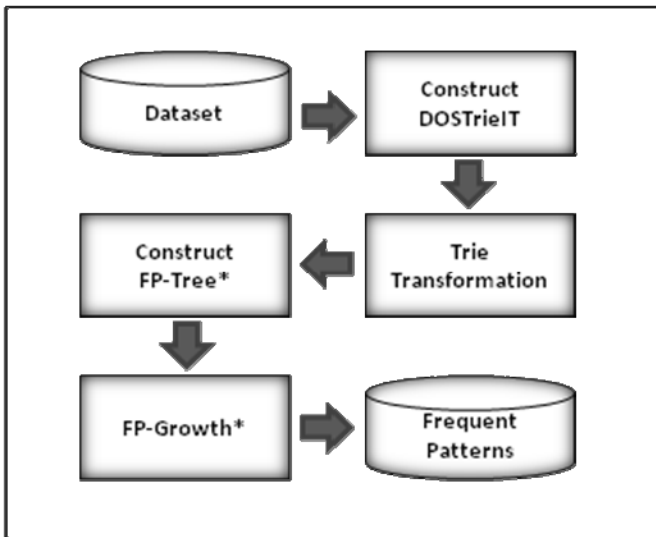 Dataset
Construct
DOSTrieIT
Trie
Transformation
Construct
FP-Tree*
FP-Growth*
Frequent
Patterns